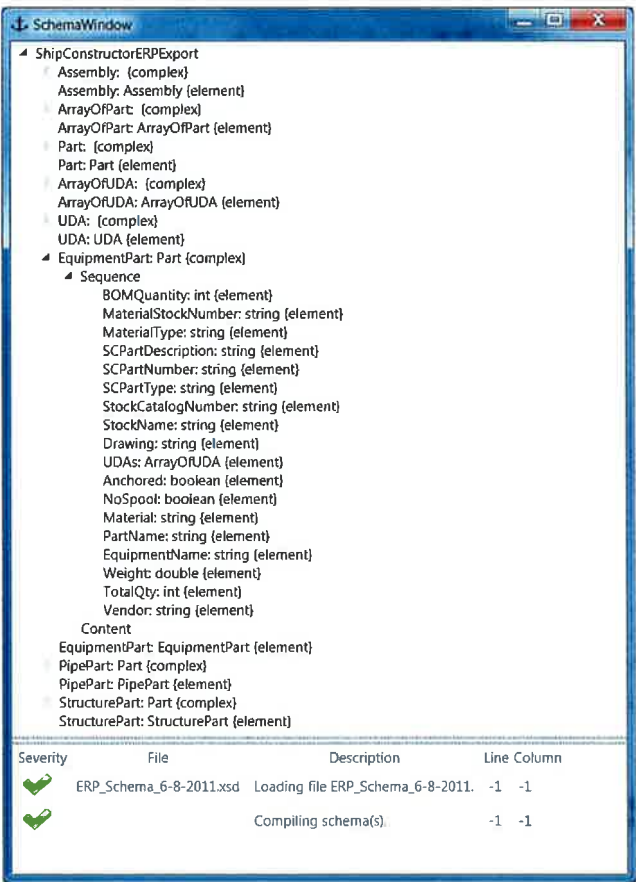 SchemaWindow
ShipConstructorERPExport
Assembly: {complex}
Assembly: Assembly {element}
ArrayOfPart: {complex}
ArrayOfPart: ArrayOfPart {element}
Part: {complex}
Part: Part {element}
ArrayOfUDA: {complex}
ArrayOfUDA: ArrayOfUDA {element}
UDA: {complex}
UDA: UDA {element}
EquipmentPart: Part {complex}
Sequence
BOMQuantity: int {element}
MaterialStockNumber: string {element}
MaterialType: string {element}
SCPartDescription: string {element}
SCPartNumber: string {element}
SCPartType: string {element}
StockCatalogNumber: string {element}
StockName: string {element}
Drawing: string {element}
UDAs: ArrayOfUDA {element}
Anchored: boolean {element}
NoSpool: boolean {element}
Material: string {element}
PartName: string {element}
EquipmentName: string {element}
Weight: double {element}
TotalQty: int {element}
Vendor: string {element}
Content
EquipmentPart: EquipmentPart {element}
PipePart: Part {complex}
PipePart: PipePart {element}
StructurePart: Part {complex}
StructurePart: StructurePart {element}
Severity File Description Line Column
ERP_Schema_6-8-2011.xsd Loading file ERP_Schema_6-8-2011. -1 -1
Compiling schema(s). -1 -1